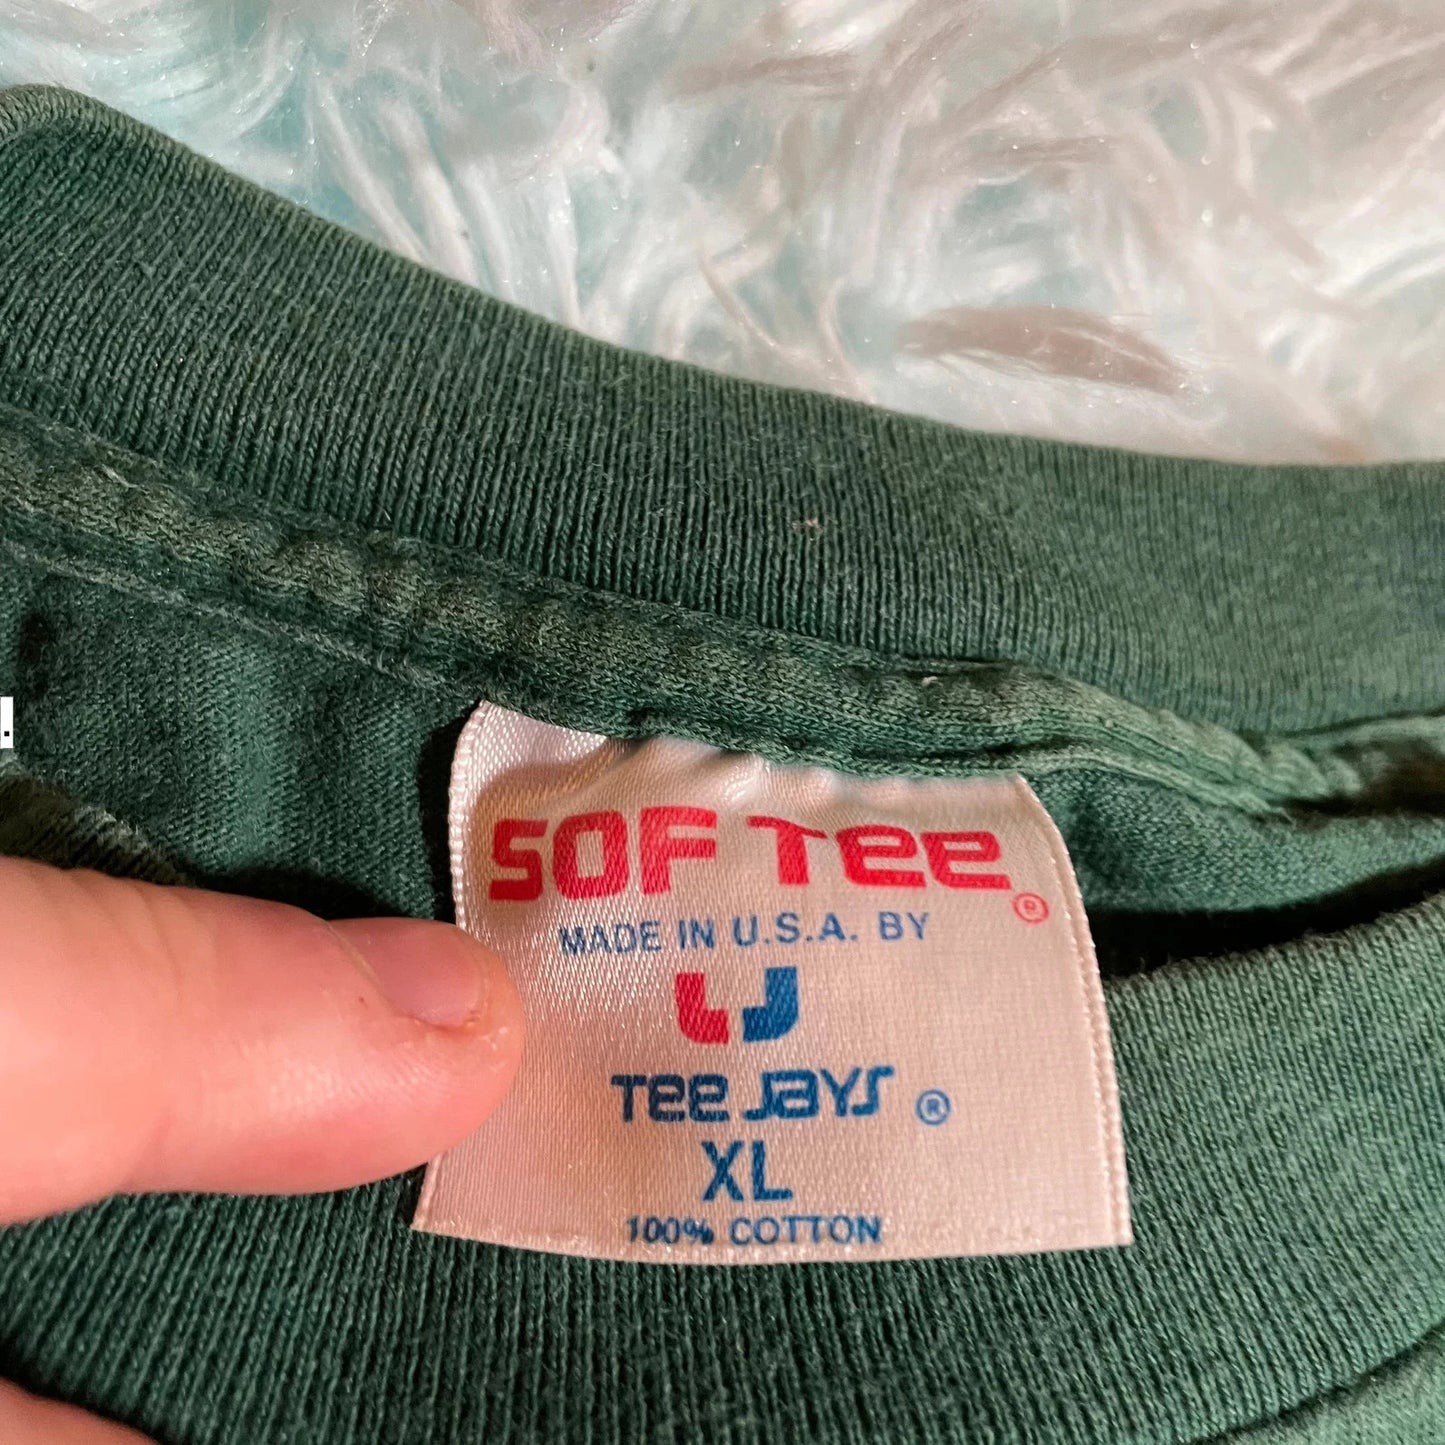 SOF TEE ®
MADE IN U.S.A. BY
TEE JAYS ®
XL
100% COTTON